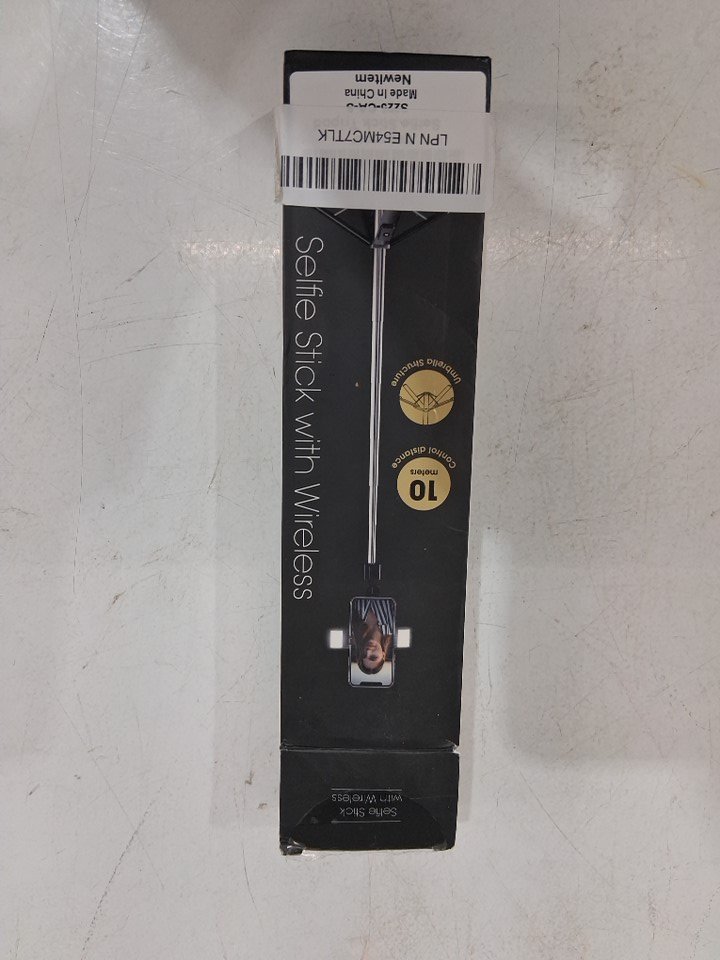 Selfie Stick
with Wireless
10
meters
Control distance
Umbrella Structure
Selfie Stick with Wireless
LPN N E54MC7TLK
Made in China
NewItem